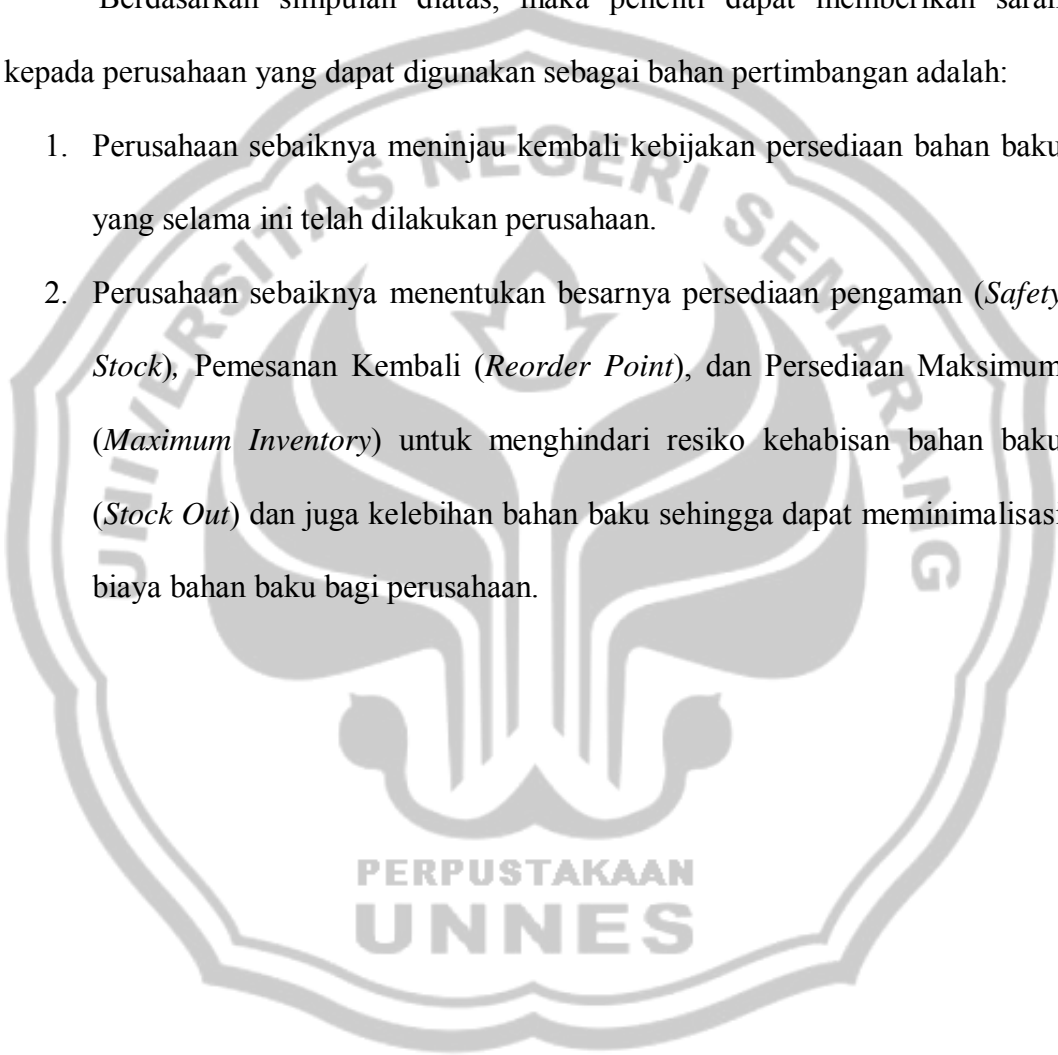 Berdasarkan simpulan diatas, maka peneliti dapat memberikan saran
kepada perusahaan yang dapat digunakan sebagai bahan pertimbangan adalah:
1. Perusahaan sebaiknya meninjau kembali kebijakan persediaan bahan baku
yang selama ini telah dilakukan perusahaan.
2. Perusahaan sebaiknya menentukan besarnya persediaan pengaman (Safety
Stock), Pemesanan Kembali (Reorder Point), dan Persediaan Maksimum
(Maximum Inventory) untuk menghindari resiko kehabisan bahan baku
(Stock Out) dan juga kelebihan bahan baku sehingga dapat meminimalisasi
biaya bahan baku bagi perusahaan.
UNIVERSITAS NEGERI SEMARANG
PERPUSTAKAAN
UNNES